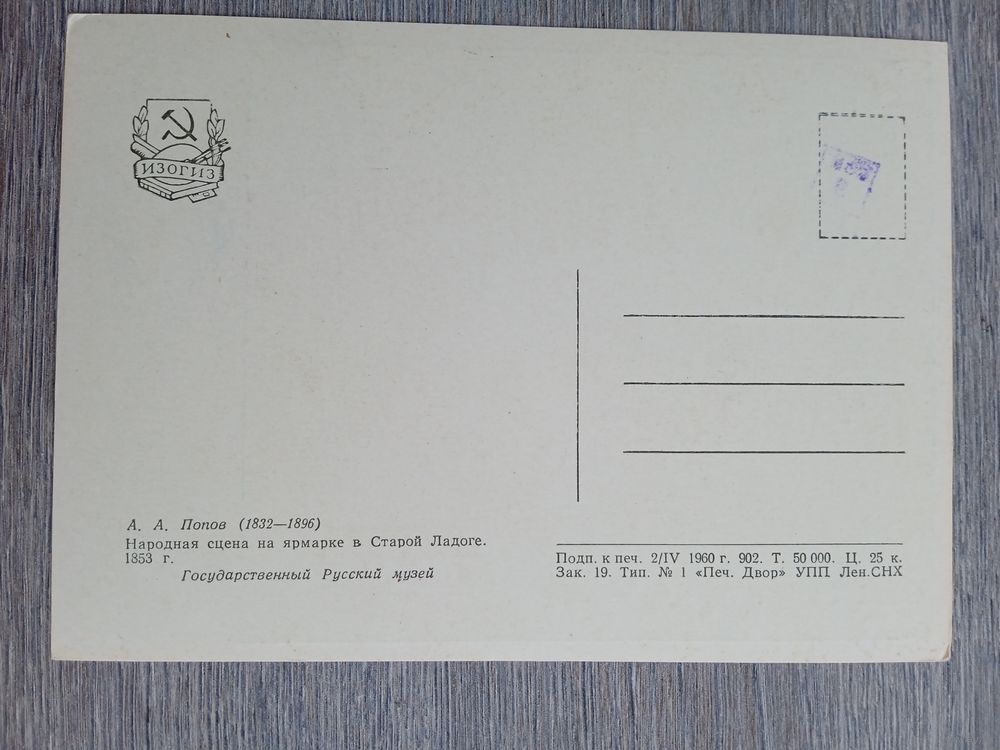 ИЗОГИЗ
А. А. Попов (1832—1896)
Народная сцена на ярмарке в Старой Ладоге.
1853 г.
Государственный Русский музей
Подп. к печ. 2/IV 1960 г. 902. Т. 50 000. Ц. 25 к.
Зак. 19. Тип. № 1 «Печ. Двор» УПП Лен.СНХ